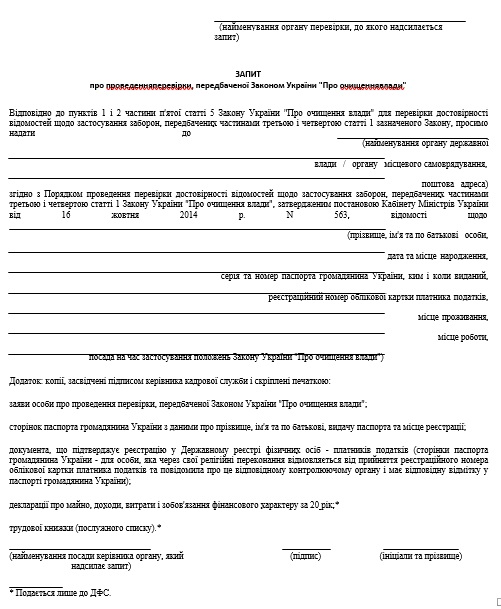 (найменування органу перевірки, до якого надсилається
запит)
ЗАПИТ
про проведенняперевірки, передбаченої Законом України "Про очищеннявлади"
Відповідно до пунктів 1 і 2 частини п'ятої статті 5 Закону України "Про очищення влади" для перевірки достовірності
відомостей щодо застосування заборон, передбачених частинами третьою і четвертою статті 1 зазначеного Закону, просимо
надати до
(найменування органу державної
влади / органу місцевого самоврядування,
поштова адреса)
згідно з Порядком проведення перевірки достовірності відомостей щодо застосування заборон, передбачених частинами
третьою і четвертою статті 1 Закону України "Про очищення влади", затвердженим постановою Кабінету Міністрів України
від 16 жовтня 2014 р. N 563, відомості щодо
(прізвище, ім'я та по батькові особи,
дата та місце народження,
серія та номер паспорта громадянина України, ким і коли виданий,
реєстраційний номер облікової картки платника податків,
місце проживання,
місце роботи,
посада на час застосування положень Закону України "Про очищення влади")
Додаток: копії, засвідчені підписом керівника кадрової служби і скріплені печаткою:
заяви особи про проведення перевірки, передбаченої Законом України "Про очищення влади";
сторінок паспорта громадянина України з даними про прізвище, ім'я та по батькові, видачу паспорта та місце реєстрації;
документа, що підтверджує реєстрацію у Державному реєстрі фізичних осіб - платників податків (сторінки паспорта
громадянина України - для особи, яка через свої релігійні переконання відмовляється від прийняття реєстраційного номера
облікової картки платника податків та повідомила про це відповідному контролюючому органу і має відповідну відмітку у
паспорті громадянина України);
декларації про майно, доходи, витрати і зобов'язання фінансового характеру за 20 рік;*
трудової книжки (послужного списку).*
(найменування посади керівника органу, який (підпис) (ініціали та прізвище)
надсилає запит)
* Подається лише до ДФС.